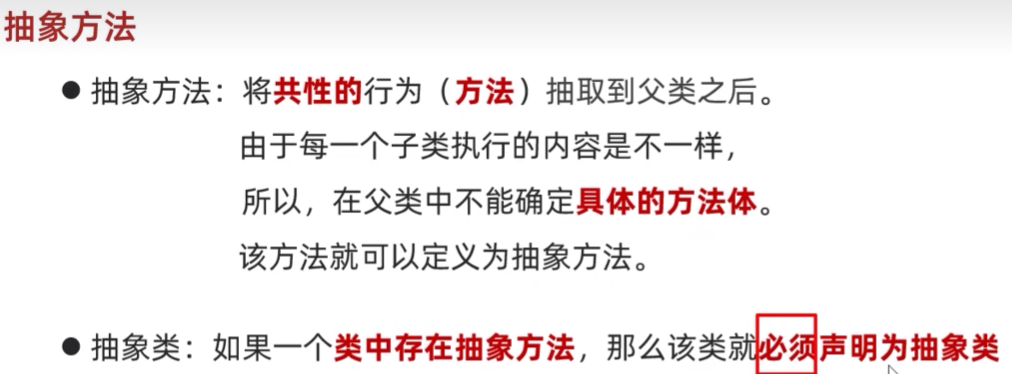 抽象方法
● 抽象方法：将共性的行为（方法）抽取到父类之后。
由于每一个子类执行的内容是不一样，
所以，在父类中不能确定具体的方法体。
该方法就可以定义为抽象方法。
● 抽象类：如果一个类中存在抽象方法，那么该类就必须声明为抽象类